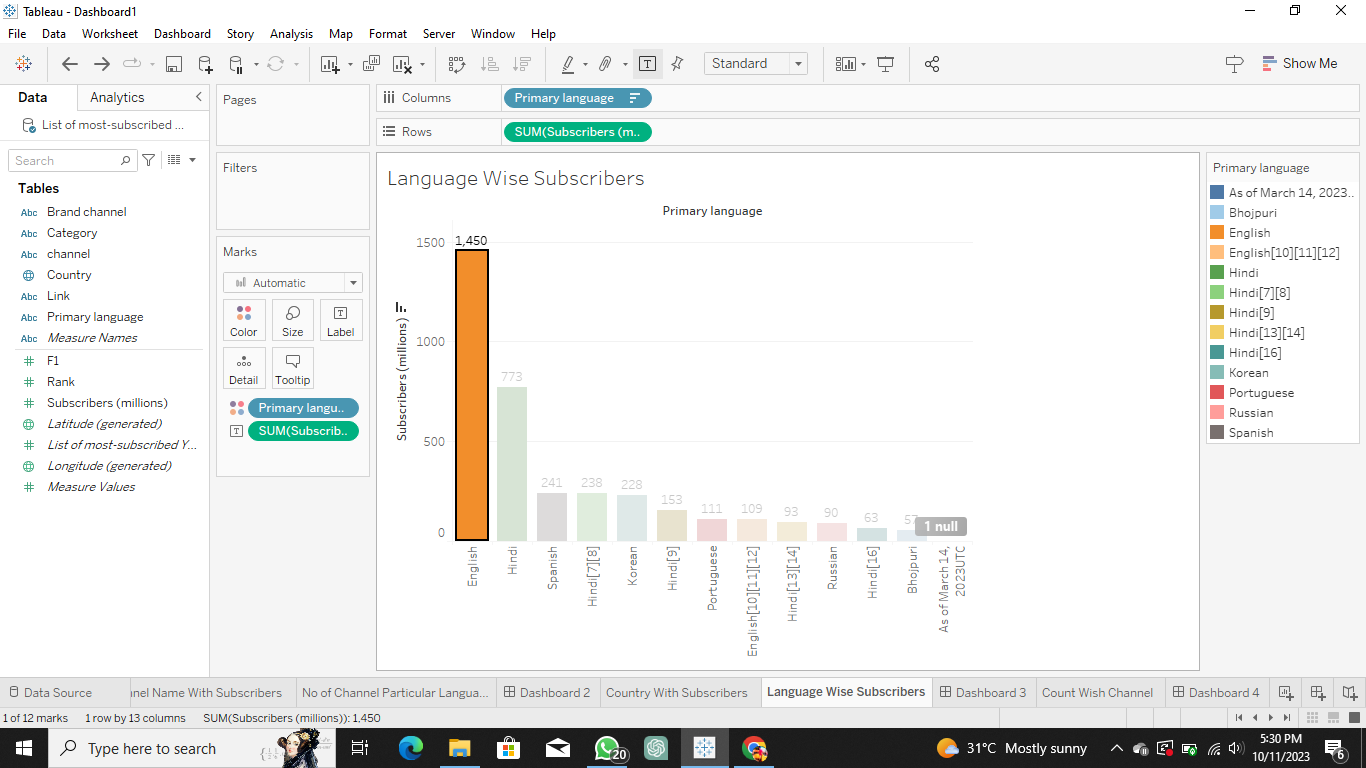 Tableau - Dashboard1
File Data Worksheet Dashboard Story Analysis Map Format Server Window Help
Standard
Show Me
Data Analytics
List of most-subscribed ...
Search
Tables
Abc Brand channel
Abc Category
Abc channel
Country
Abc Link
Abc Primary language
Abc Measure Names
F1
Rank
Subscribers (millions)
Latitude (generated)
List of most-subscribed Y...
Longitude (generated)
Measure Values
Pages
Filters
Marks
Automatic
Color Size Label
Detail Tooltip
Primary langu..
SUM(Subscrib..
Columns Primary language
Rows SUM(Subscribers (m..
Language Wise Subscribers
Primary language
Subscribers (millions)
1500
1000
500
0
1,450
773
241
238
228
153
111
109
93
90
63
57
1 null
English
Hindi
Spanish
Hindi[7][8]
Korean
Hindi[9]
Portuguese
English[10][11][12]
Hindi[13][14]
Russian
Hindi[16]
Bhojpuri
As of March 14,
2023UTC
Primary language
As of March 14, 2023..
Bhojpuri
English
English[10][11][12]
Hindi
Hindi[7][8]
Hindi[9]
Hindi[13][14]
Hindi[16]
Korean
Portuguese
Russian
Spanish
Data Source nnel Name With Subscribers No of Channel Particular Langua... Dashboard 2 Country With Subscribers Language Wise Subscribers Dashboard 3 Count Wish Channel Dashboard 4
1 of 12 marks 1 row by 13 columns SUM(Subscribers (millions)): 1,450
Type here to search
20
31°C Mostly sunny
5:30 PM
10/11/2023
6